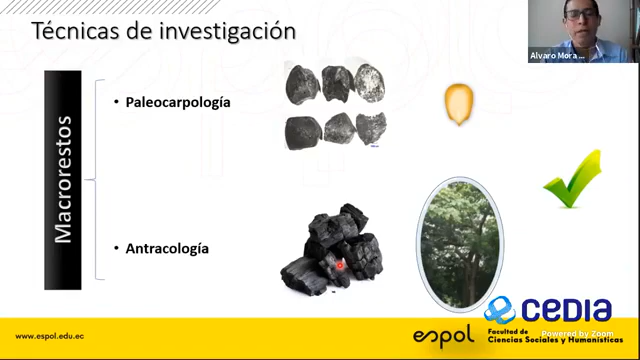 Técnicas de investigación
Alvaro Mora ...
Macrorestos
• Paleocarpología
• Antracología
cedia
www.espol.edu.ec
espol
Facultad de
Ciencias Sociales y Humanísticas
Powered by Zoom